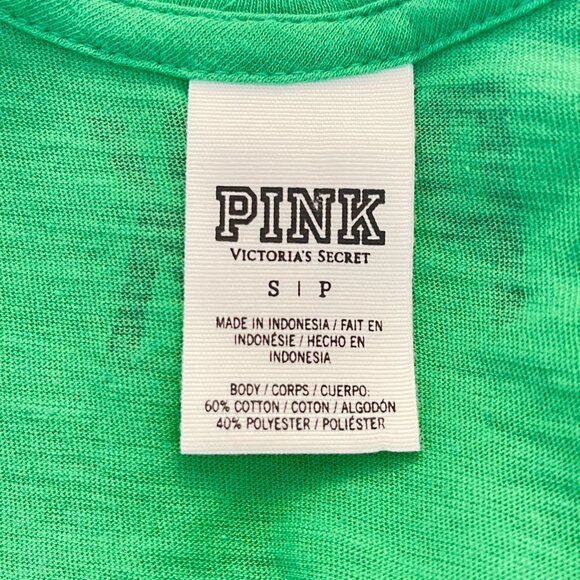 PINK
VICTORIA'S SECRET
S | P
MADE IN INDONESIA / FAIT EN
INDONÉSIE / HECHO EN
INDONESIA
BODY / CORPS / CUERPO:
60% COTTON / COTON / ALGODÓN
40% POLYESTER / POLIÉSTER